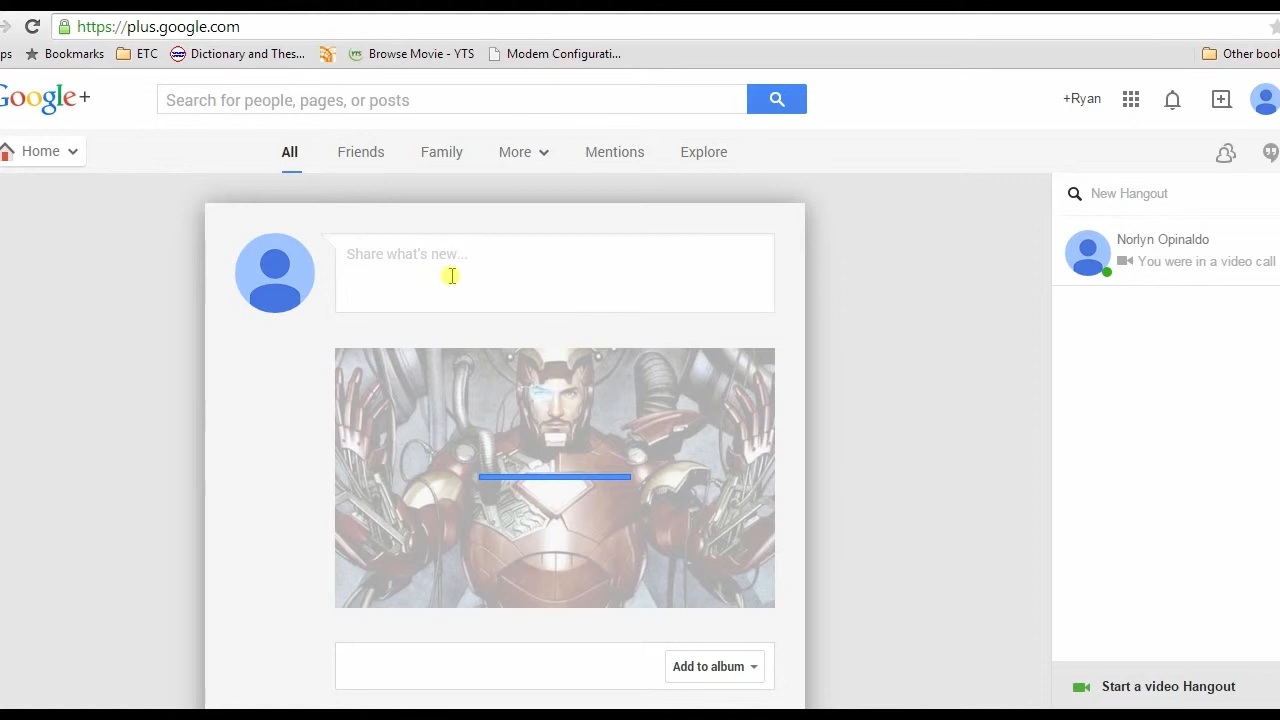 https://plus.google.com
ps Bookmarks ETC Dictionary and Thes... Browse Movie - YTS Modem Configurati... Other book
Google+ Search for people, pages, or posts +Ryan
Home All Friends Family More Mentions Explore
New Hangout
Share what's new...
Norlyn Opinaldo
You were in a video call
Add to album
Start a video Hangout